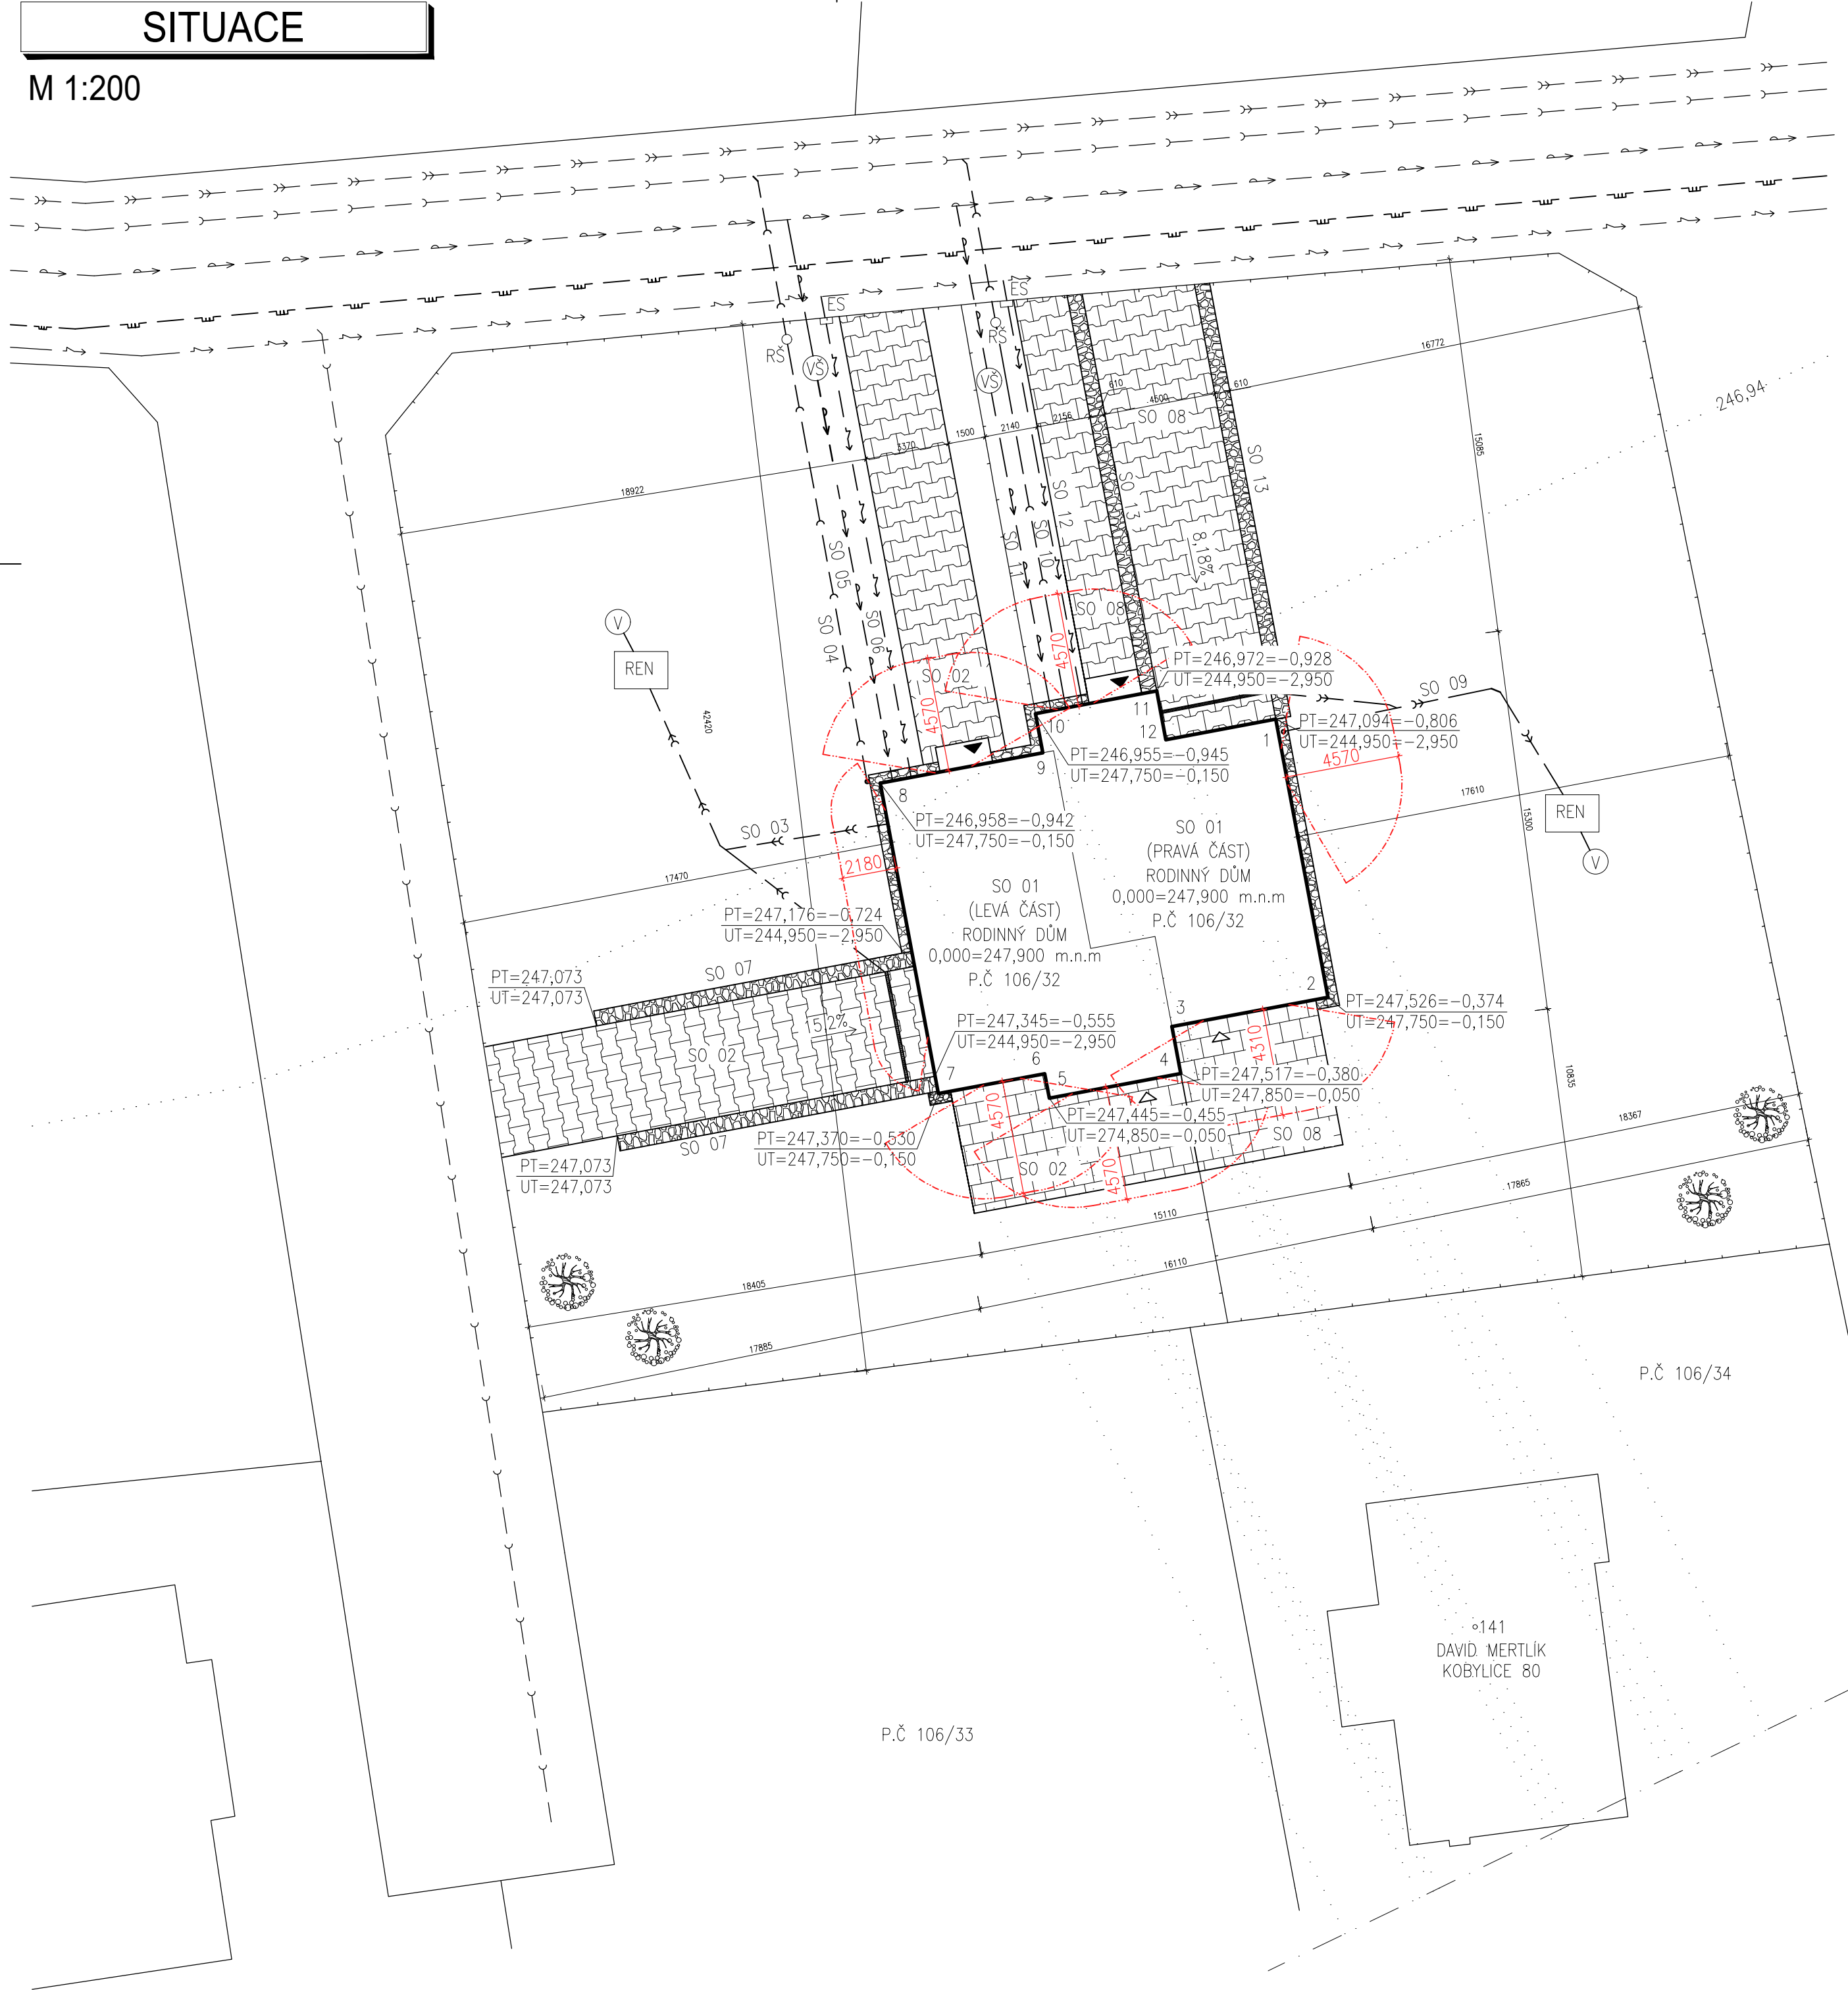 SITUACE
M 1:200
ES
ES
RŠ
RŠ
VŠ
VŠ
16772
610
610
4500
SO 08
2156
2140
1500
3370
18922
246,94
15085
SO 13
SO 13
SO 12
SO 10
SO 11
8,18%
SO 05
SO 04
SO 06
SO 08
4570
V
REN
42420
SO 02
4570
PT=246,972=-0,928
UT=244,950=-2,950
SO 09
11
10
12
1
PT=247,094=-0,806
UT=244,950=-2,950
4570
PT=246,955=-0,945
UT=247,750=-0,150
9
8
17610
15300
REN
V
PT=246,958=-0,942
UT=247,750=-0,150
SO 03
2180
17470
SO 01
(PRAVÁ ČÁST)
RODINNÝ DŮM
0,000=247,900 m.n.m
P.Č 106/32
SO 01
(LEVÁ ČÁST)
RODINNÝ DŮM
0,000=247,900 m.n.m
P.Č 106/32
PT=247,176=-0,724
UT=244,950=-2,950
PT=247,073
UT=247,073
SO 07
15,2%
SO 02
2
3
PT=247,526=-0,374
UT=247,750=-0,150
PT=247,345=-0,555
UT=244,950=-2,950
4310
6
4
7
5
PT=247,517=-0,380
UT=247,850=-0,050
10835
PT=247,445=-0,455
UT=274,850=-0,050
SO 08
18367
4570
SO 07
PT=247,370=-0,530
UT=247,750=-0,150
PT=247,073
UT=247,073
SO 02
4570
17865
15110
16110
18405
17885
P.Č 106/34
141
DAVID MERTLÍK
KOBYLICE 80
P.Č 106/33